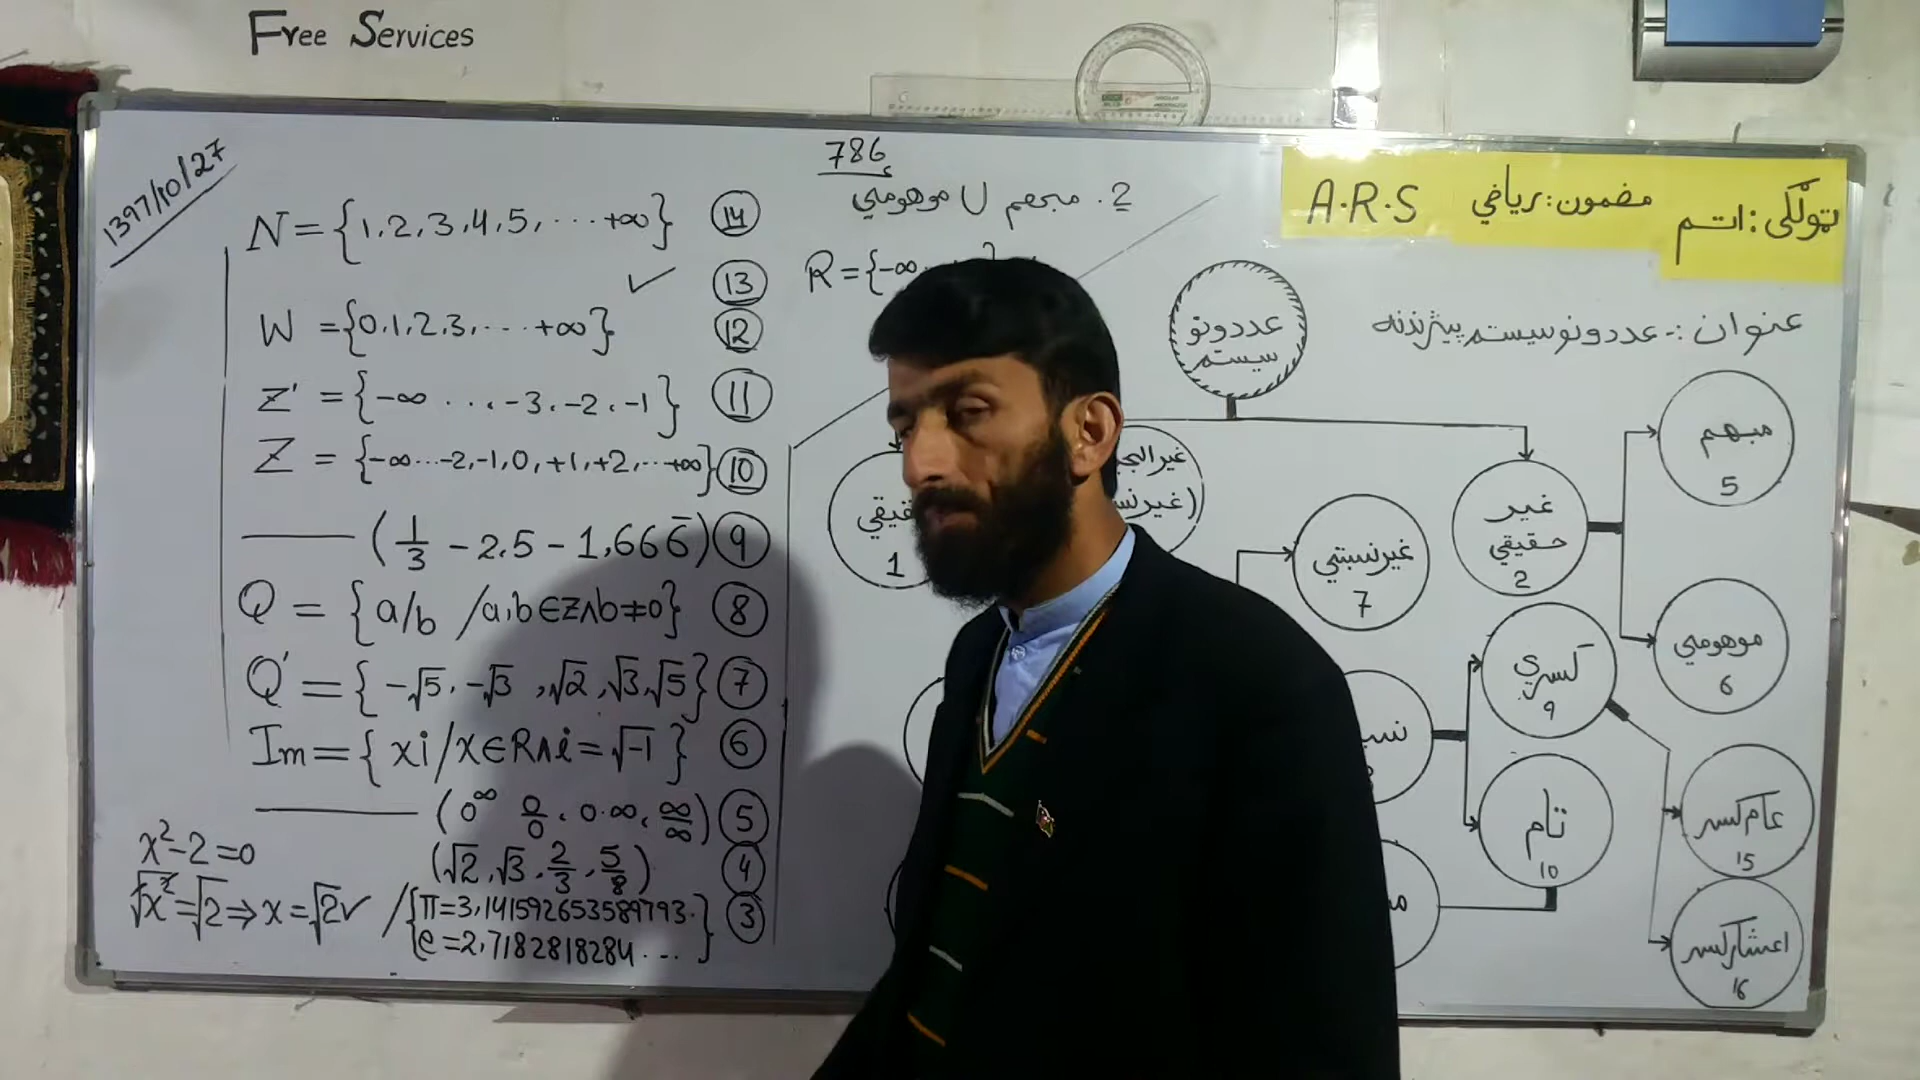 Free Services
1397/10/27
786
2. مبهم U موهومي
R={-∞
A.R.S
مضمون: ریاضي
ټولګی: اتم
عنوان :- عددونو سیستم پیژندنه
N={1,2,3,4,5,...+∞} 14
✓ 13
W={0,1,2,3,...+∞} 12
Z'={-∞...,-3,-2,-1} 11
Z={-∞...-2,-1,0,+1,+2,...+∞} 10
(1/3 - 2,5 - 1,666̅) 9
Q={a/b /a,b∈Z∧b≠0} 8
Q'={-√5,-√3,√2,√3,√5} 7
Im={xi/x∈R∧i=√-1} 6
(0^∞ 0/0, 0·∞, ∞/∞) 5
(√2,√3,2/3,5/8) 4
{π=3,141592653589793.
e=2,7182818284...} 3
x²-2=0
√x²=√2⇒x=√2✓
عددونو
سیستم
1
غیر
حقیقي
2
مبهم
5
موهومي
6
غیرنسبتي
7
کسري
9
تام
10
عام کسر
15
اعشار کسر
16